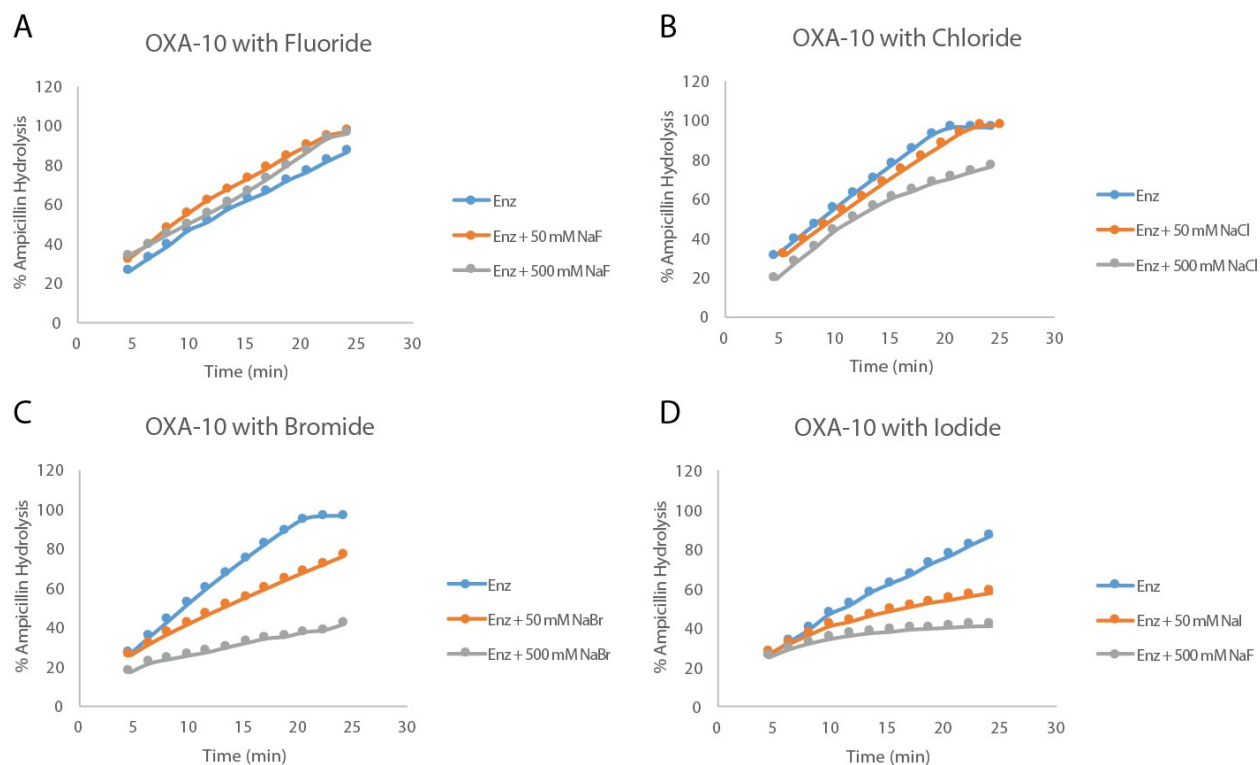 A
OXA-10 with Fluoride
% Ampicillin Hydrolysis
120
100
80
60
40
20
0
0 5 10 15 20 25 30
Time (min)
Enz
Enz + 50 mM NaF
Enz + 500 mM NaF
B
OXA-10 with Chloride
% Ampicillin Hydrolysis
120
100
80
60
40
20
0
0 5 10 15 20 25 30
Time (min)
Enz
Enz + 50 mM NaCl
Enz + 500 mM NaCl
C
OXA-10 with Bromide
% Ampicillin Hydrolysis
120
100
80
60
40
20
0
0 5 10 15 20 25 30
Time (min)
Enz
Enz + 50 mM NaBr
Enz + 500 mM NaBr
D
OXA-10 with Iodide
% Ampicillin Hydrolysis
120
100
80
60
40
20
0
0 5 10 15 20 25 30
Time (min)
Enz
Enz + 50 mM NaI
Enz + 500 mM NaF